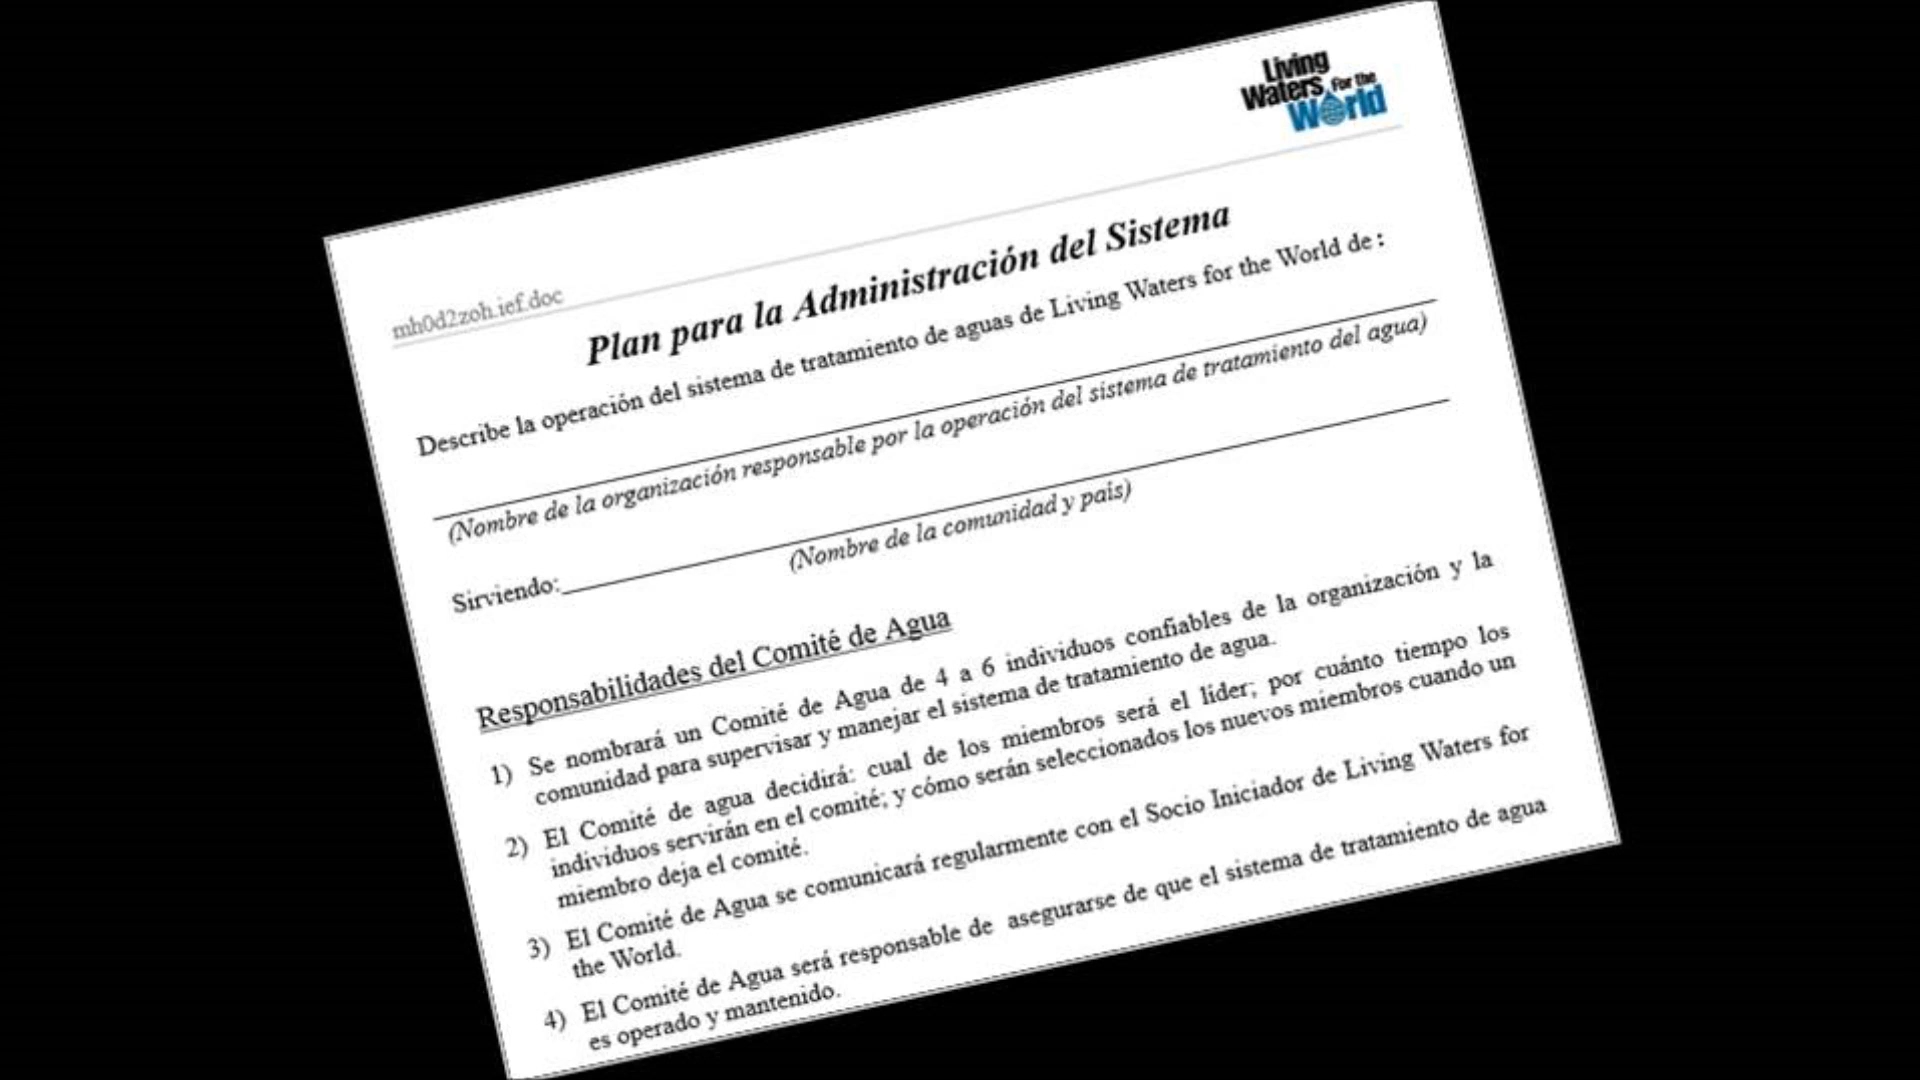 Living
Waters For the
World
mh0d2zoh.ief.doc
Plan para la Administración del Sistema
Describe la operación del sistema de tratamiento de aguas de Living Waters for the World de :
(Nombre de la organización responsable por la operación del sistema de tratamiento del agua)
Sirviendo:
(Nombre de la comunidad y país)
Responsabilidades del Comité de Agua
1) Se nombrará un Comité de Agua de 4 a 6 individuos confiables de la organización y la
comunidad para supervisar y manejar el sistema de tratamiento de agua.
2) El Comité de agua decidirá: cual de los miembros será el líder; por cuánto tiempo los
individuos servirán en el comité; y cómo serán seleccionados los nuevos miembros cuando un
miembro deja el comité.
3) El Comité de Agua se comunicará regularmente con el Socio Iniciador de Living Waters for
the World.
4) El Comité de Agua será responsable de asegurarse de que el sistema de tratamiento de agua
es operado y mantenido.